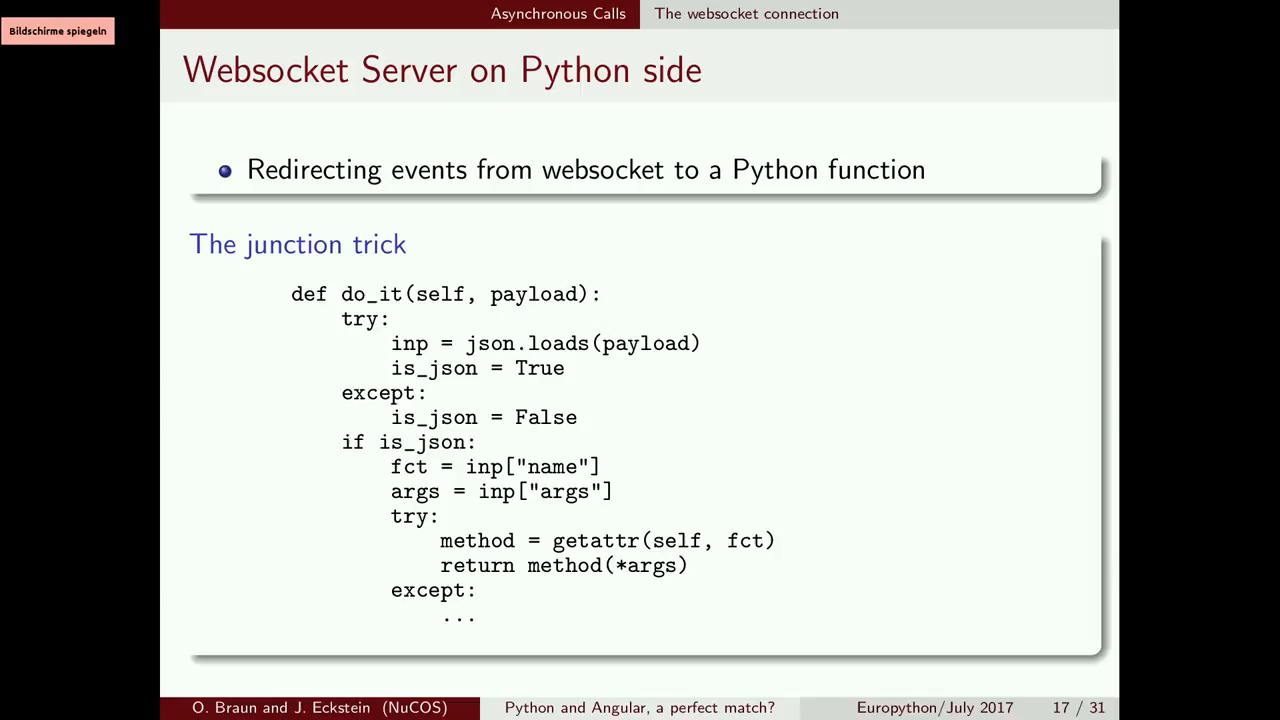 Bildschirme spiegeln
Asynchronous Calls The websocket connection
Websocket Server on Python side
Redirecting events from websocket to a Python function
The junction trick
def do_it(self, payload):
    try:
        inp = json.loads(payload)
        is_json = True
    except:
        is_json = False
    if is_json:
        fct = inp["name"]
        args = inp["args"]
        try:
            method = getattr(self, fct)
            return method(*args)
        except:
            ...
O. Braun and J. Eckstein (NuCOS) Python and Angular, a perfect match? Europython/July 2017 17 / 31